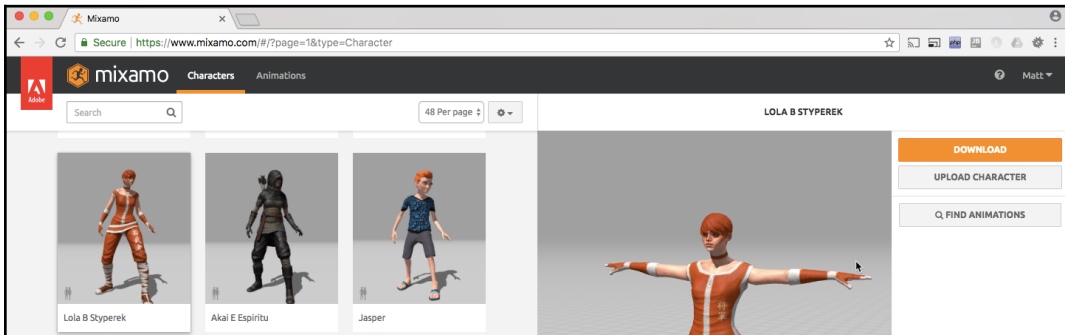 Mixamo
Secure | https://www.mixamo.com/#/?page=1&type=Character
php
Adobe
mixamo
Characters
Animations
Matt
Search
48 Per page
LOLA B STYPEREK
DOWNLOAD
UPLOAD CHARACTER
FIND ANIMATIONS
Lola B Styperek
Akai E Espiritu
Jasper